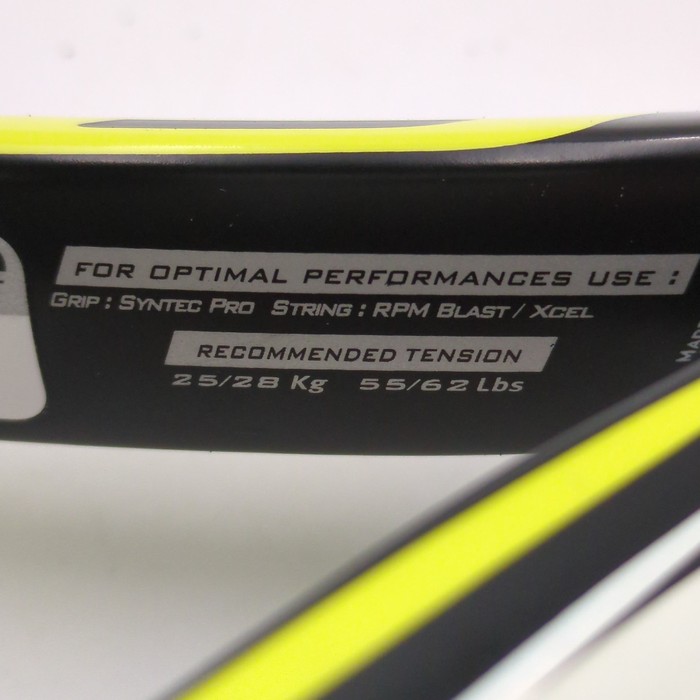 FOR OPTIMAL PERFORMANCES USE :
GRIP : SYNTEC PRO STRING : RPM BLAST / XCEL
RECOMMENDED TENSION
25/28 Kg 55/62 Lbs